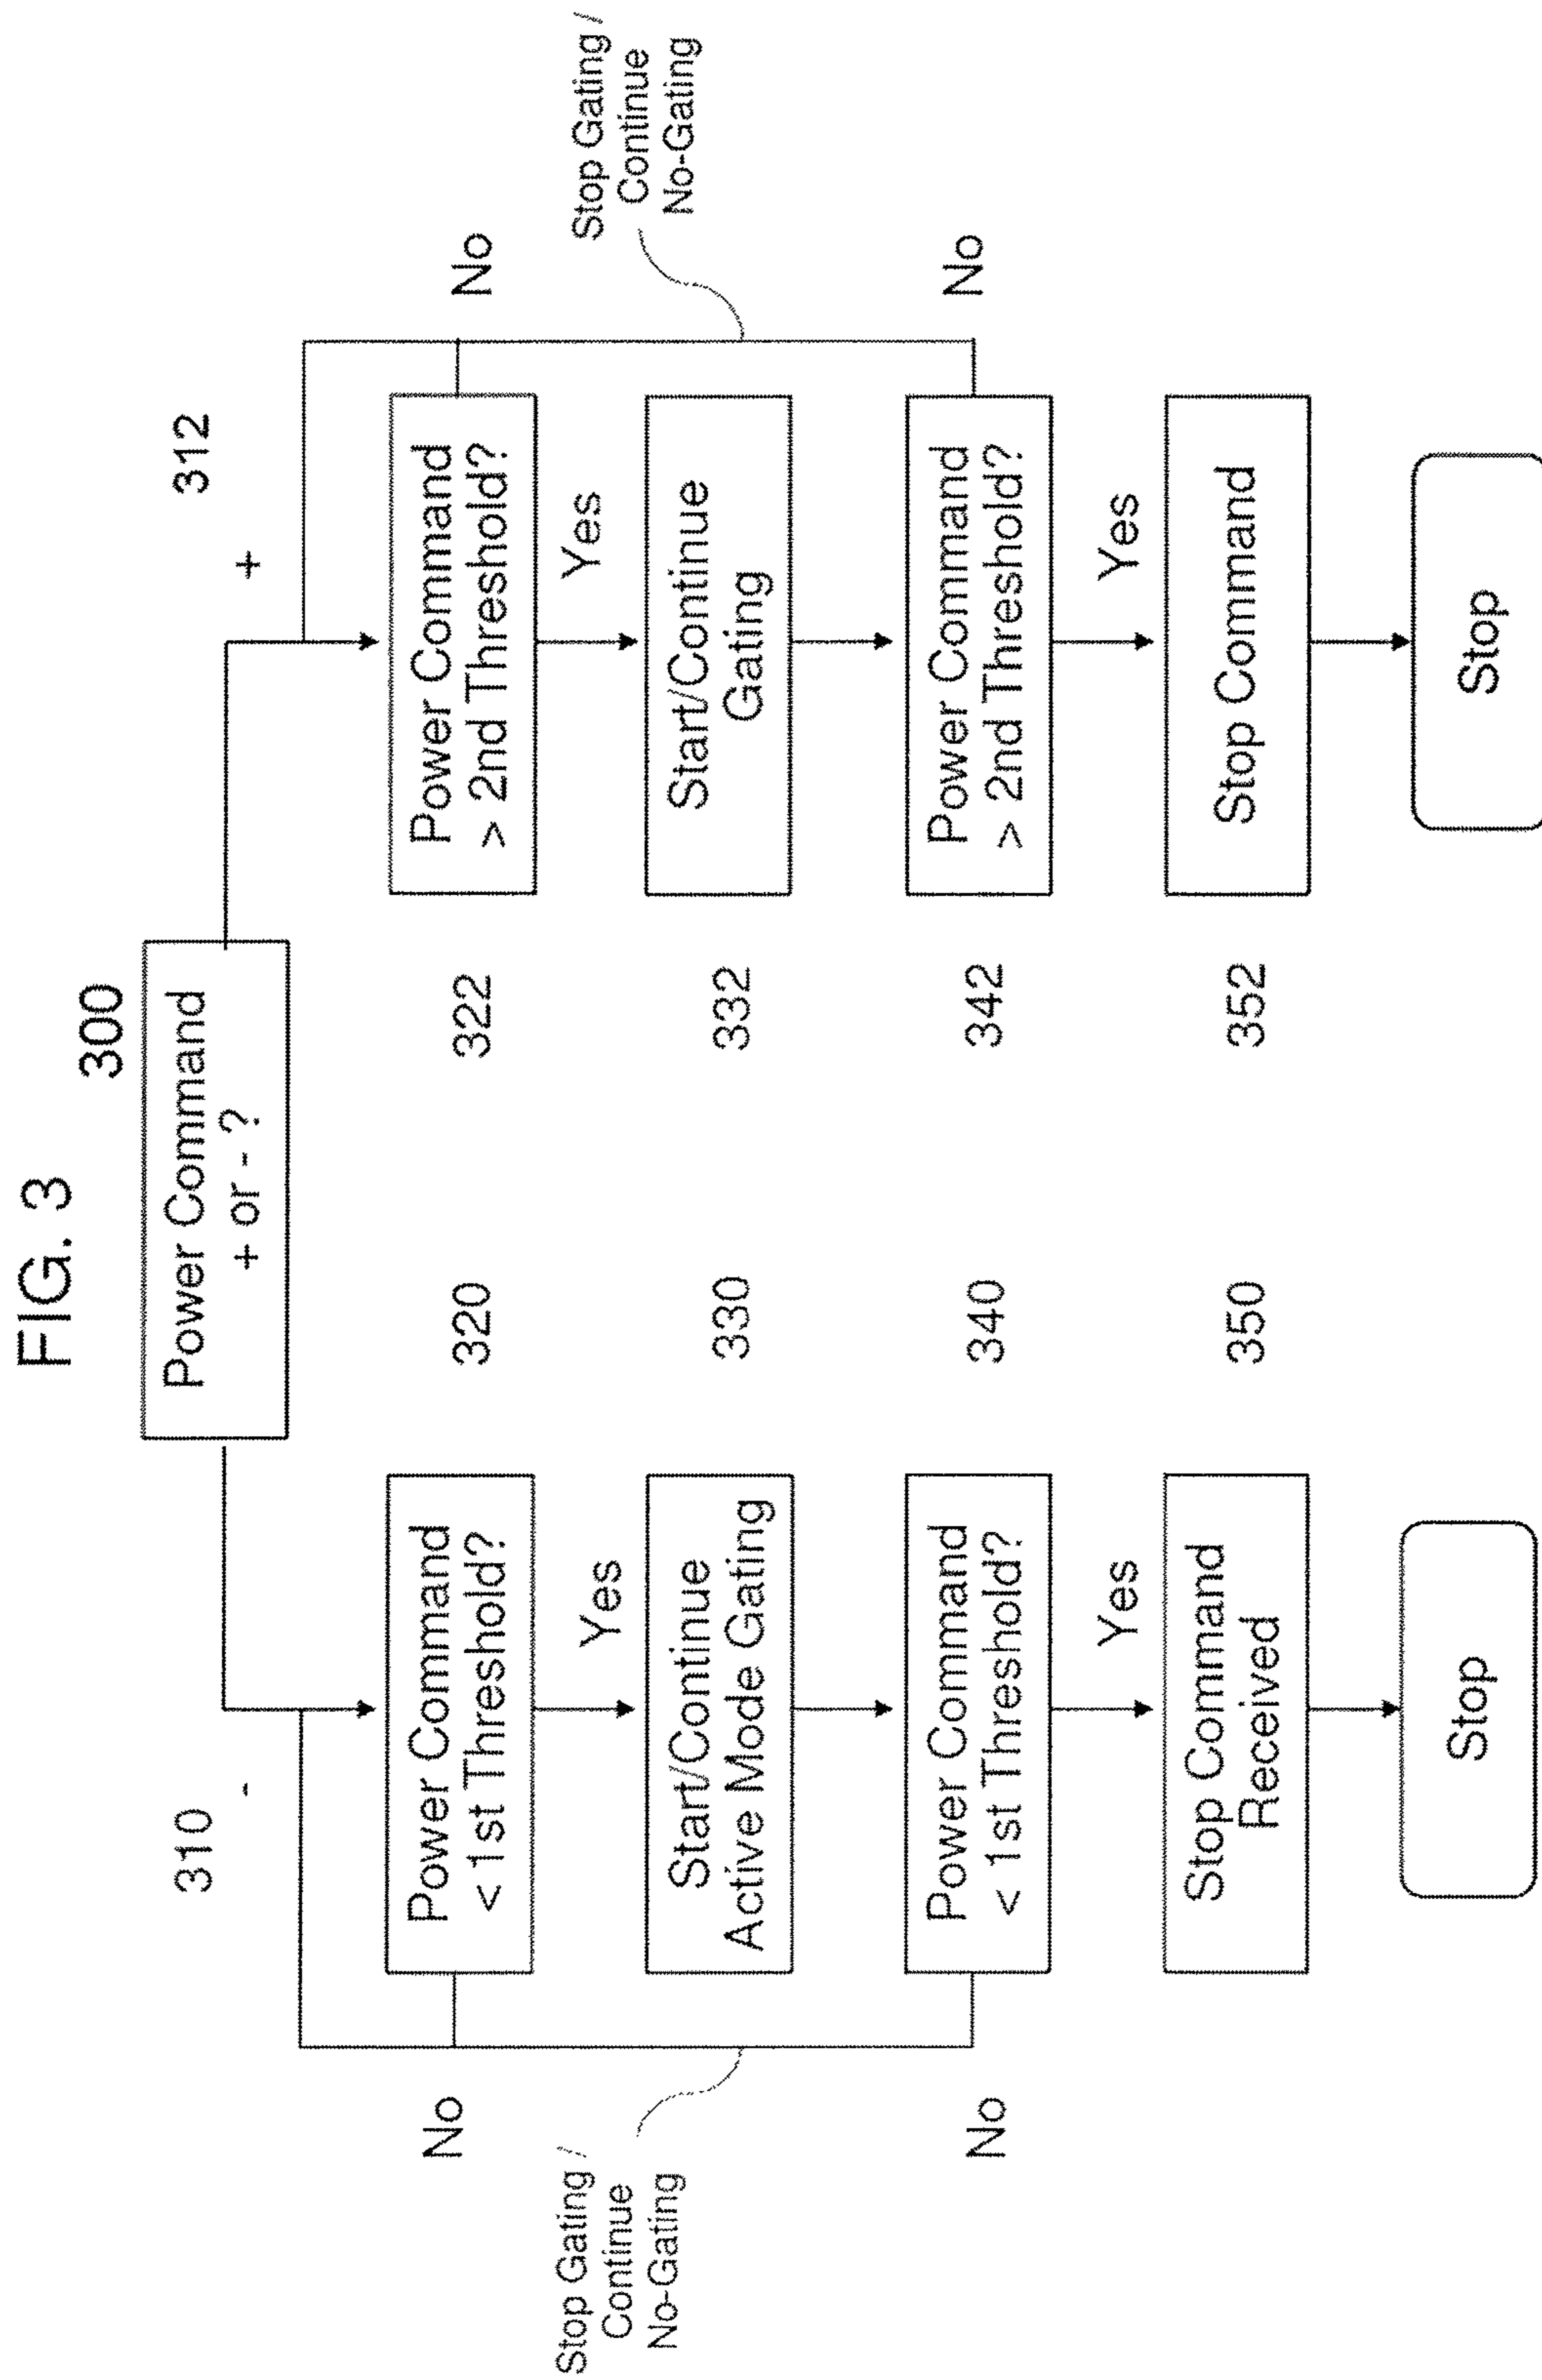 FIG. 3
300
Power Command
+ or - ?
310
-
312
+
320
Power Command
< 1st Threshold?
No
Yes
322
Power Command
> 2nd Threshold?
No
Yes
Stop Gating /
Continue
No-Gating
330
Start/Continue
Active Mode Gating
332
Start/Continue
Gating
Stop Gating /
Continue
No-Gating
340
Power Command
< 1st Threshold?
No
Yes
342
Power Command
> 2nd Threshold?
No
Yes
350
Stop Command
Received
352
Stop Command
Stop
Stop